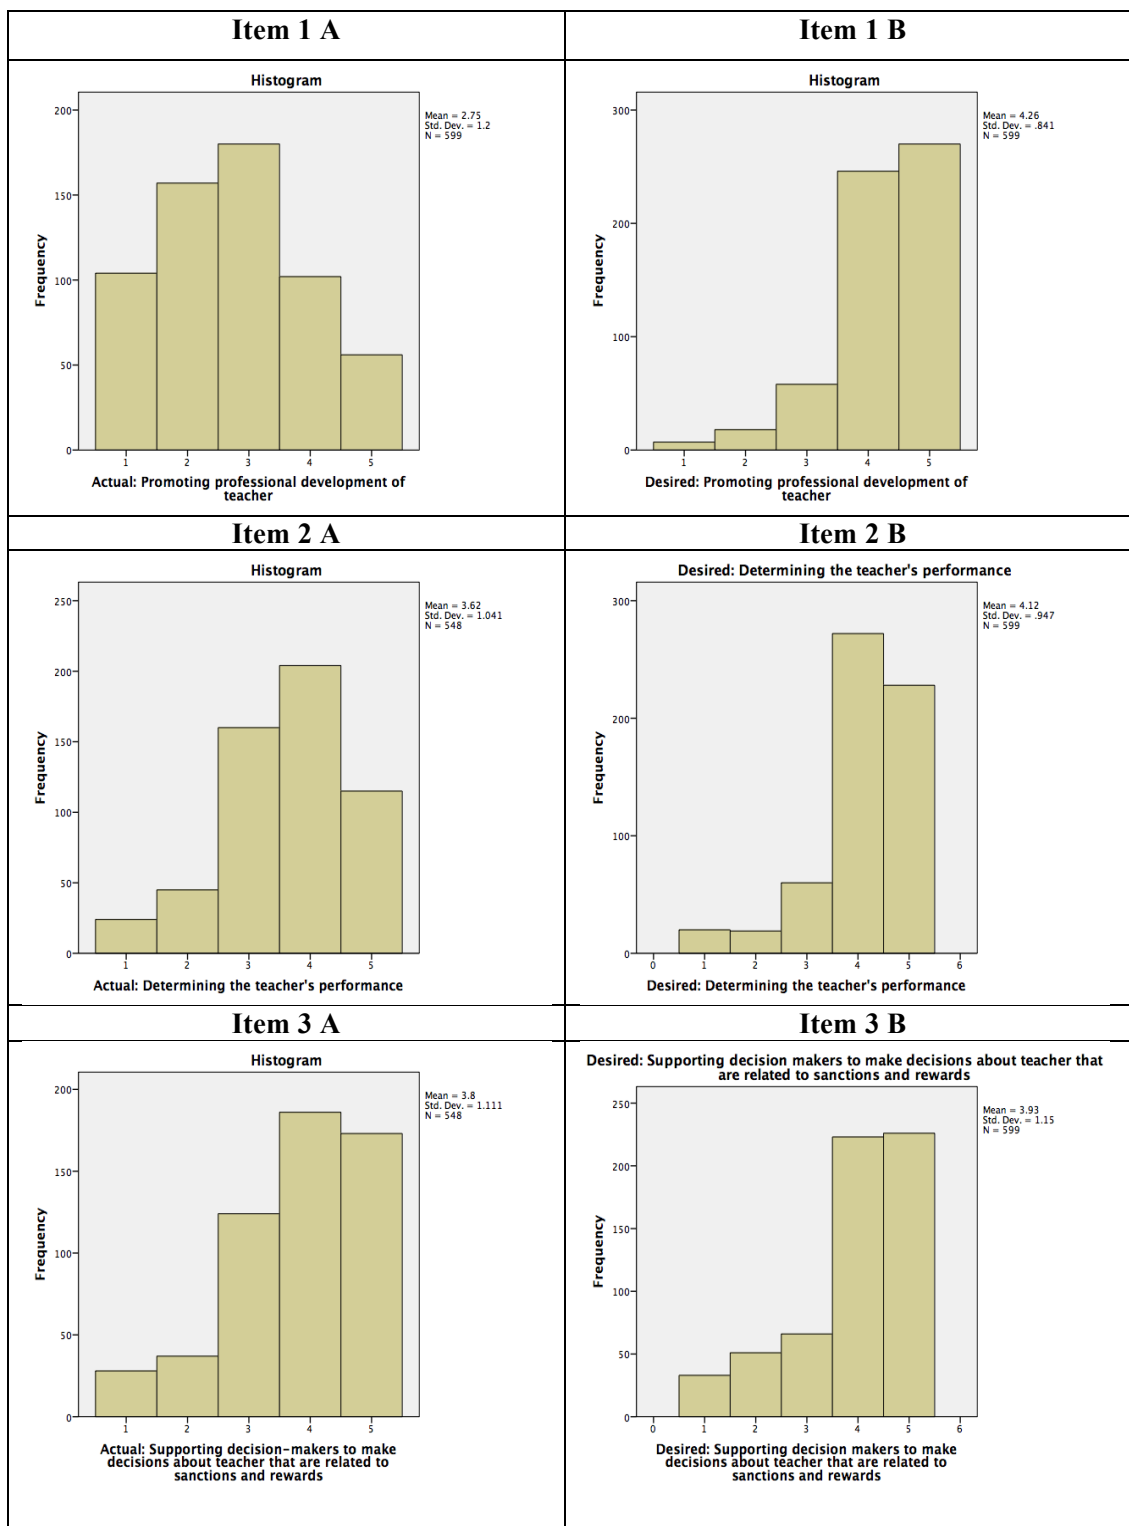 Item 1 A
Item 1 B
Histogram
Mean = 2.75
Std. Dev. = 1.2
N = 599
200
150
100
50
0
Frequency
1 2 3 4 5
Actual: Promoting professional development of
teacher
Histogram
Mean = 4.26
Std. Dev. = .841
N = 599
300
200
100
0
Frequency
1 2 3 4 5
Desired: Promoting professional development of
teacher
Item 2 A
Item 2 B
Histogram
Mean = 3.62
Std. Dev. = 1.041
N = 548
250
200
150
100
50
0
Frequency
1 2 3 4 5
Actual: Determining the teacher's performance
Desired: Determining the teacher's performance
Mean = 4.12
Std. Dev. = .947
N = 599
300
200
100
0
Frequency
0 1 2 3 4 5 6
Desired: Determining the teacher's performance
Item 3 A
Item 3 B
Histogram
Mean = 3.8
Std. Dev. = 1.111
N = 548
200
150
100
50
0
Frequency
1 2 3 4 5
Actual: Supporting decision-makers to make
decisions about teacher that are related to
sanctions and rewards
Desired: Supporting decision makers to make decisions about teacher that
are related to sanctions and rewards
Mean = 3.93
Std. Dev. = 1.15
N = 599
250
200
150
100
50
0
Frequency
0 1 2 3 4 5 6
Desired: Supporting decision makers to make
decisions about teacher that are related to
sanctions and rewards